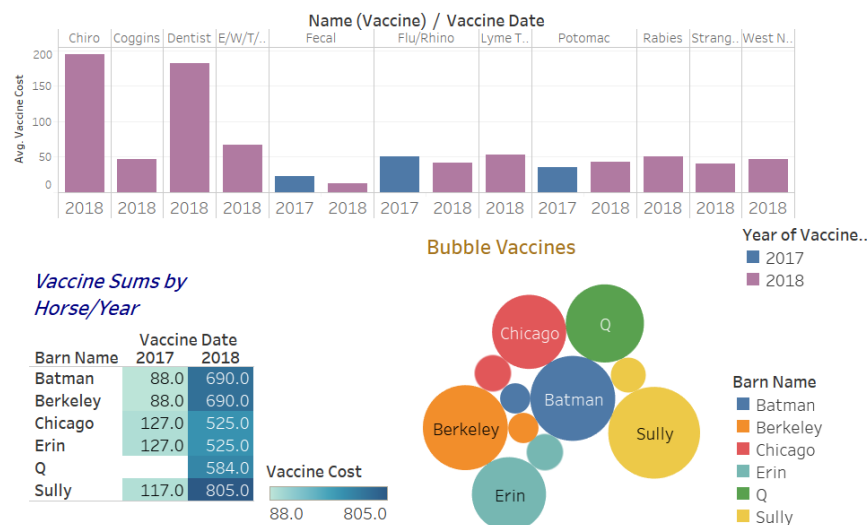 Name (Vaccine) / Vaccine Date
Chiro Coggins Dentist E/W/T/.. Fecal Flu/Rhino Lyme T.. Potomac Rabies Strang.. West N..
Avg. Vaccine Cost
200
150
100
50
0
2018 2018 2018 2018 2017 2018 2017 2018 2018 2017 2018 2018 2018 2018
Year of Vaccine..
2017
2018
Vaccine Sums by
Horse/Year
Vaccine Date
Barn Name 2017 2018
Batman 88.0 690.0
Berkeley 88.0 690.0
Chicago 127.0 525.0
Erin 127.0 525.0
Q 584.0
Sully 117.0 805.0
Vaccine Cost
88.0 805.0
Bubble Vaccines
Q
Chicago
Batman
Berkeley
Sully
Erin
Barn Name
Batman
Berkeley
Chicago
Erin
Q
Sully